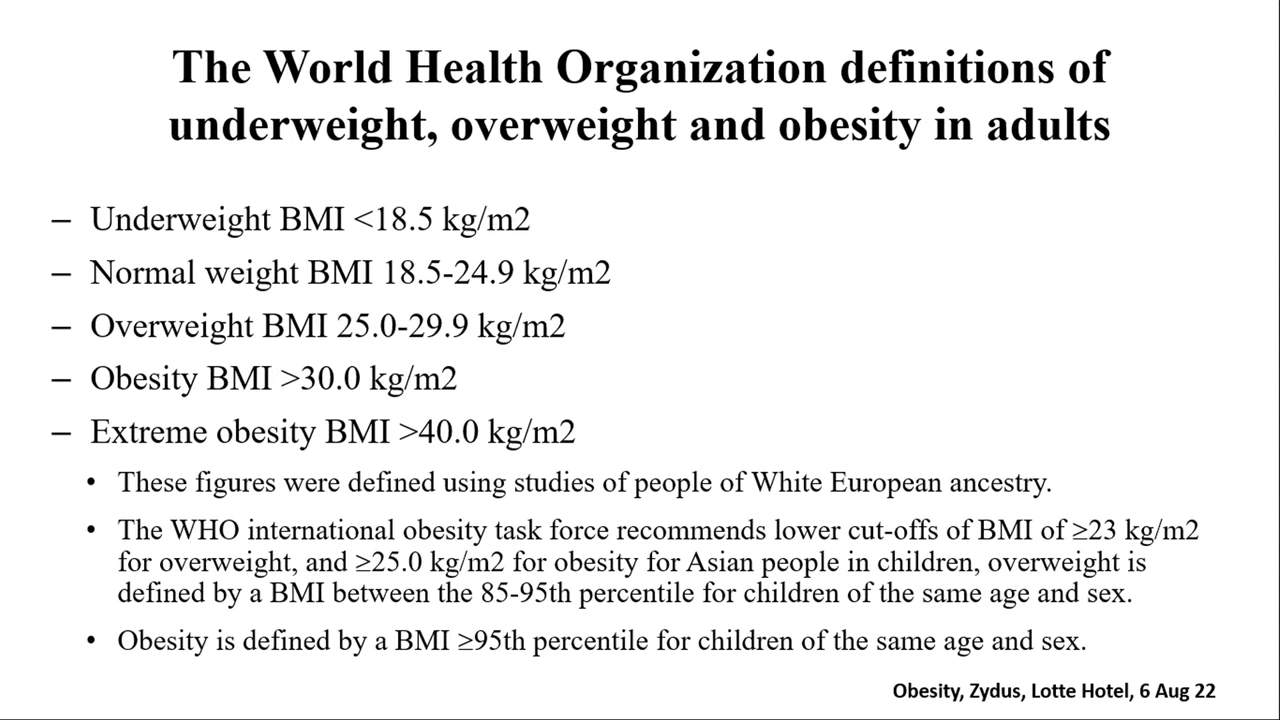 The World Health Organization definitions of
underweight, overweight and obesity in adults
– Underweight BMI <18.5 kg/m2
– Normal weight BMI 18.5-24.9 kg/m2
– Overweight BMI 25.0-29.9 kg/m2
– Obesity BMI >30.0 kg/m2
– Extreme obesity BMI >40.0 kg/m2
• These figures were defined using studies of people of White European ancestry.
• The WHO international obesity task force recommends lower cut-offs of BMI of ≥23 kg/m2
for overweight, and ≥25.0 kg/m2 for obesity for Asian people in children, overweight is
defined by a BMI between the 85-95th percentile for children of the same age and sex.
• Obesity is defined by a BMI ≥95th percentile for children of the same age and sex.
Obesity, Zydus, Lotte Hotel, 6 Aug 22